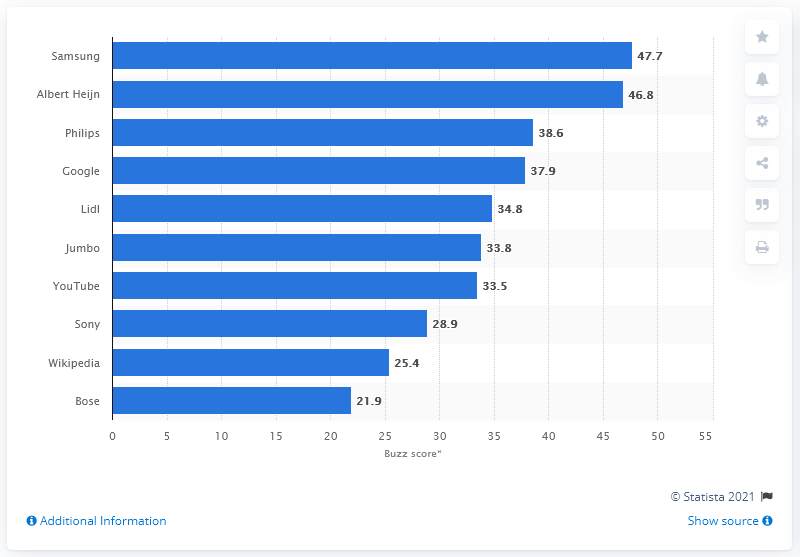 Samsung 47.7
Albert Heijn 46.8
Philips 38.6
Google 37.9
Lidl 34.8
Jumbo 33.8
YouTube 33.5
Sony 28.9
Wikipedia 25.4
Bose 21.9
0 5 10 15 20 25 30 35 40 45 50 55
Buzz score*
© Statista 2021
Additional Information
Show source